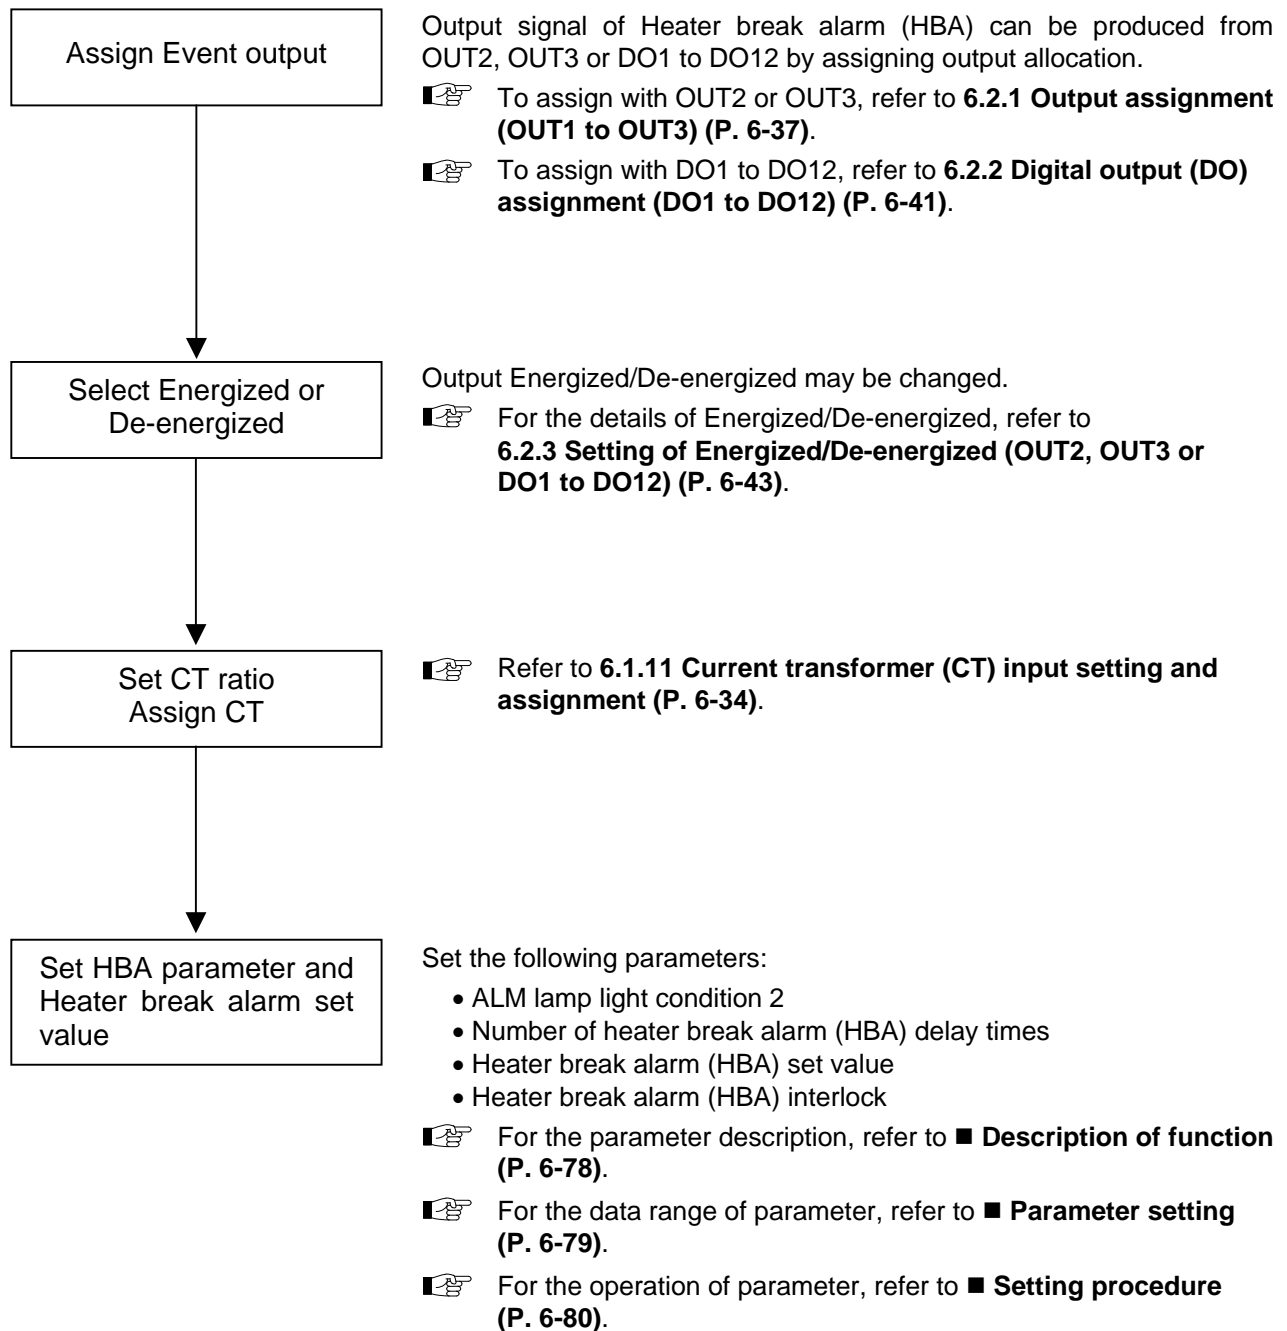 Assign Event output
Output signal of Heater break alarm (HBA) can be produced from
OUT2, OUT3 or DO1 to DO12 by assigning output allocation.
To assign with OUT2 or OUT3, refer to 6.2.1 Output assignment
(OUT1 to OUT3) (P. 6-37).
To assign with DO1 to DO12, refer to 6.2.2 Digital output (DO)
assignment (DO1 to DO12) (P. 6-41).
Select Energized or
De-energized
Output Energized/De-energized may be changed.
For the details of Energized/De-energized, refer to
6.2.3 Setting of Energized/De-energized (OUT2, OUT3 or
DO1 to DO12) (P. 6-43).
Set CT ratio
Assign CT
Refer to 6.1.11 Current transformer (CT) input setting and
assignment (P. 6-34).
Set HBA parameter and
Heater break alarm set
value
Set the following parameters:
• ALM lamp light condition 2
• Number of heater break alarm (HBA) delay times
• Heater break alarm (HBA) set value
• Heater break alarm (HBA) interlock
For the parameter description, refer to ■ Description of function
(P. 6-78).
For the data range of parameter, refer to ■ Parameter setting
(P. 6-79).
For the operation of parameter, refer to ■ Setting procedure
(P. 6-80).